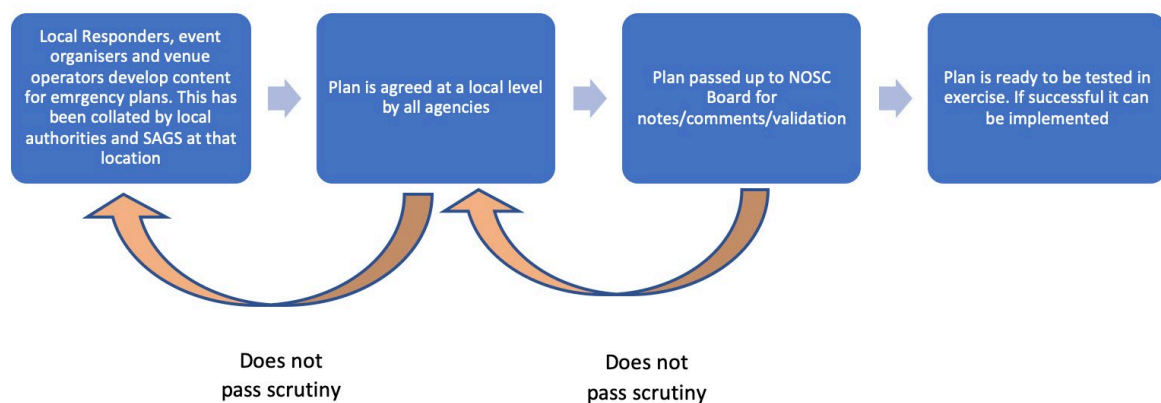 Local Responders, event
organisers and venue
operators develop content
for emrgency plans. This has
been collated by local
authorities and SAGS at that
location
Plan is agreed at a local level
by all agencies
Plan passed up to NOSC
Board for
notes/comments/validation
Plan is ready to be tested in
exercise. If successful it can
be implemented
Does not
pass scrutiny
Does not
pass scrutiny